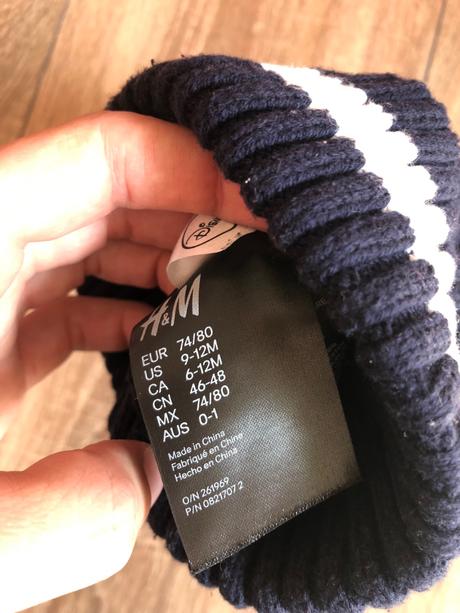 H&M
EUR 74/80
US 9-12M
CA 6-12M
CN 46-48
MX 74/80
AUS 0-1
Made in China
Fabriqué en Chine
Hecho en China
O/N 261969
P/N 0821707 2